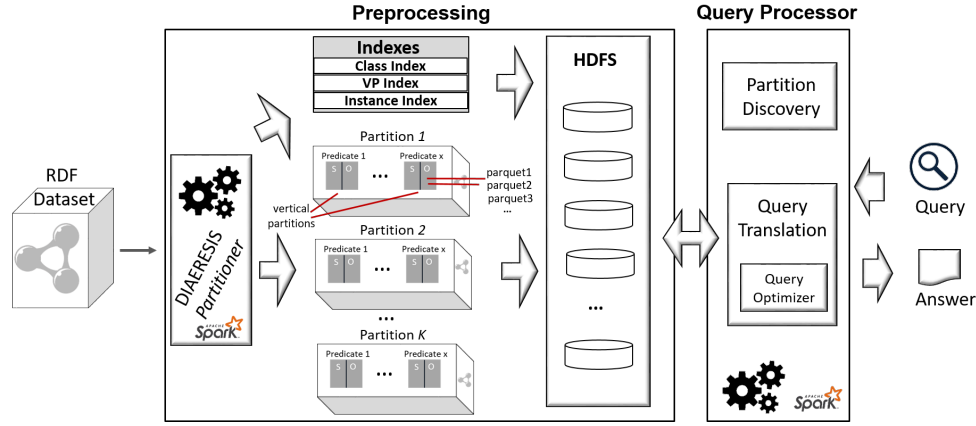 Preprocessing
Query Processor
RDF
Dataset
DIAERESIS
Partitioner
APACHE
Spark
Indexes
Class Index
VP Index
Instance Index
Partition 1
Predicate 1
Predicate x
S O
...
S O
vertical
partitions
parquet1
parquet2
parquet3
...
Partition 2
Predicate 1
Predicate x
S O
...
S O
...
Partition K
Predicate 1
Predicate x
S O
...
S O
HDFS
...
Partition
Discovery
Query
Translation
Query
Optimizer
APACHE
Spark
Query
Answer